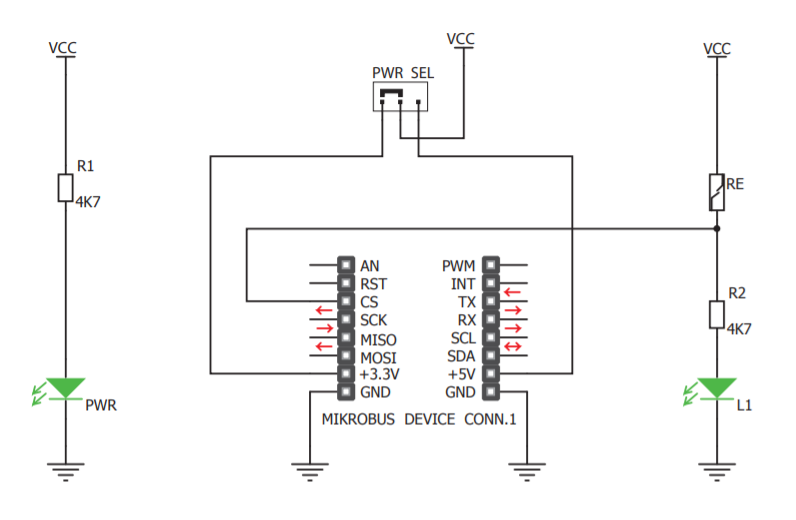 VCC
R1
4K7
PWR
VCC
PWR SEL
AN
RST
CS
SCK
MISO
MOSI
+3.3V
GND
PWM
INT
TX
RX
SCL
SDA
+5V
GND
MIKROBUS DEVICE CONN.1
VCC
RE
R2
4K7
L1